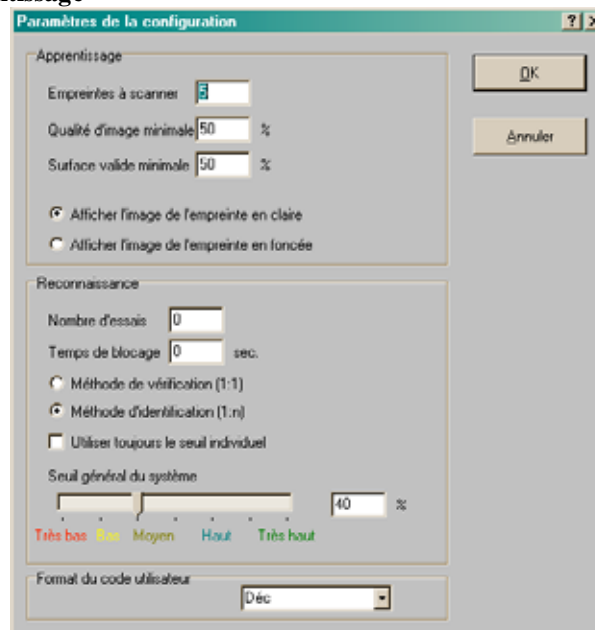 Paramètres de la configuration
Apprentissage
OK
Empreintes à scanner 5
Qualité d'image minimale 50 %
Annuler
Surface valide minimale 50 %
Afficher l'image de l'empreinte en claire
Afficher l'image de l'empreinte en foncée
Reconnaissance
Nombre d'essais 0
Temps de blocage 0 sec.
Méthode de vérification (1:1)
Méthode d'identification (1:n)
Utiliser toujours le seuil individuel
Seuil général du système
40 %
Très bas Bas Moyen Haut Très haut
Format du code utilisateur
Déc